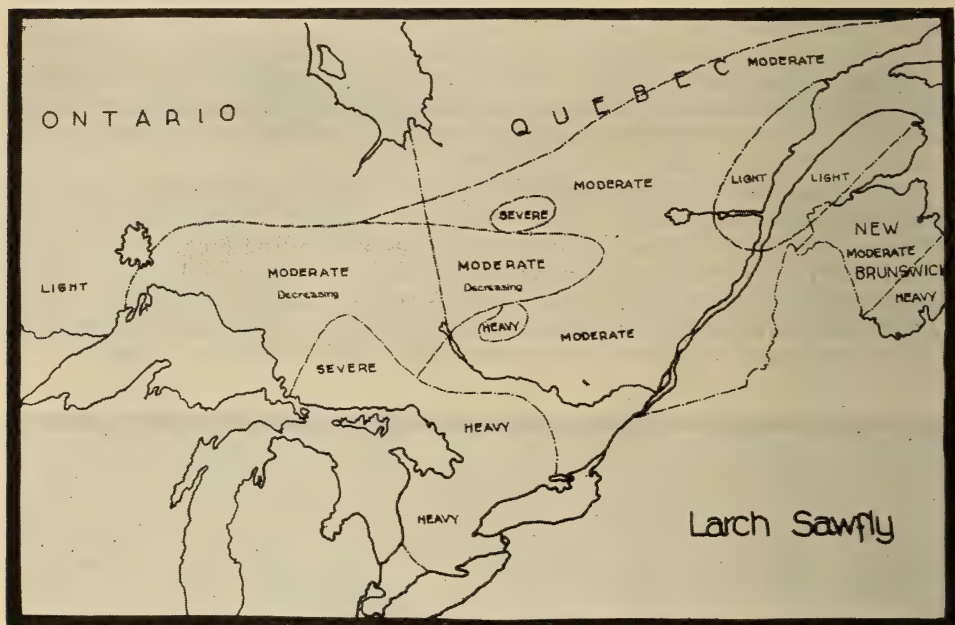 ONTARIO
QUEBEC
MODERATE
LIGHT
LIGHT
MODERATE
SEVERE
NEW
MODERATE
BRUNSWICK
HEAVY
LIGHT
MODERATE
Decreasing
MODERATE
Decreasing
HEAVY
MODERATE
SEVERE
HEAVY
HEAVY
Larch Sawfly